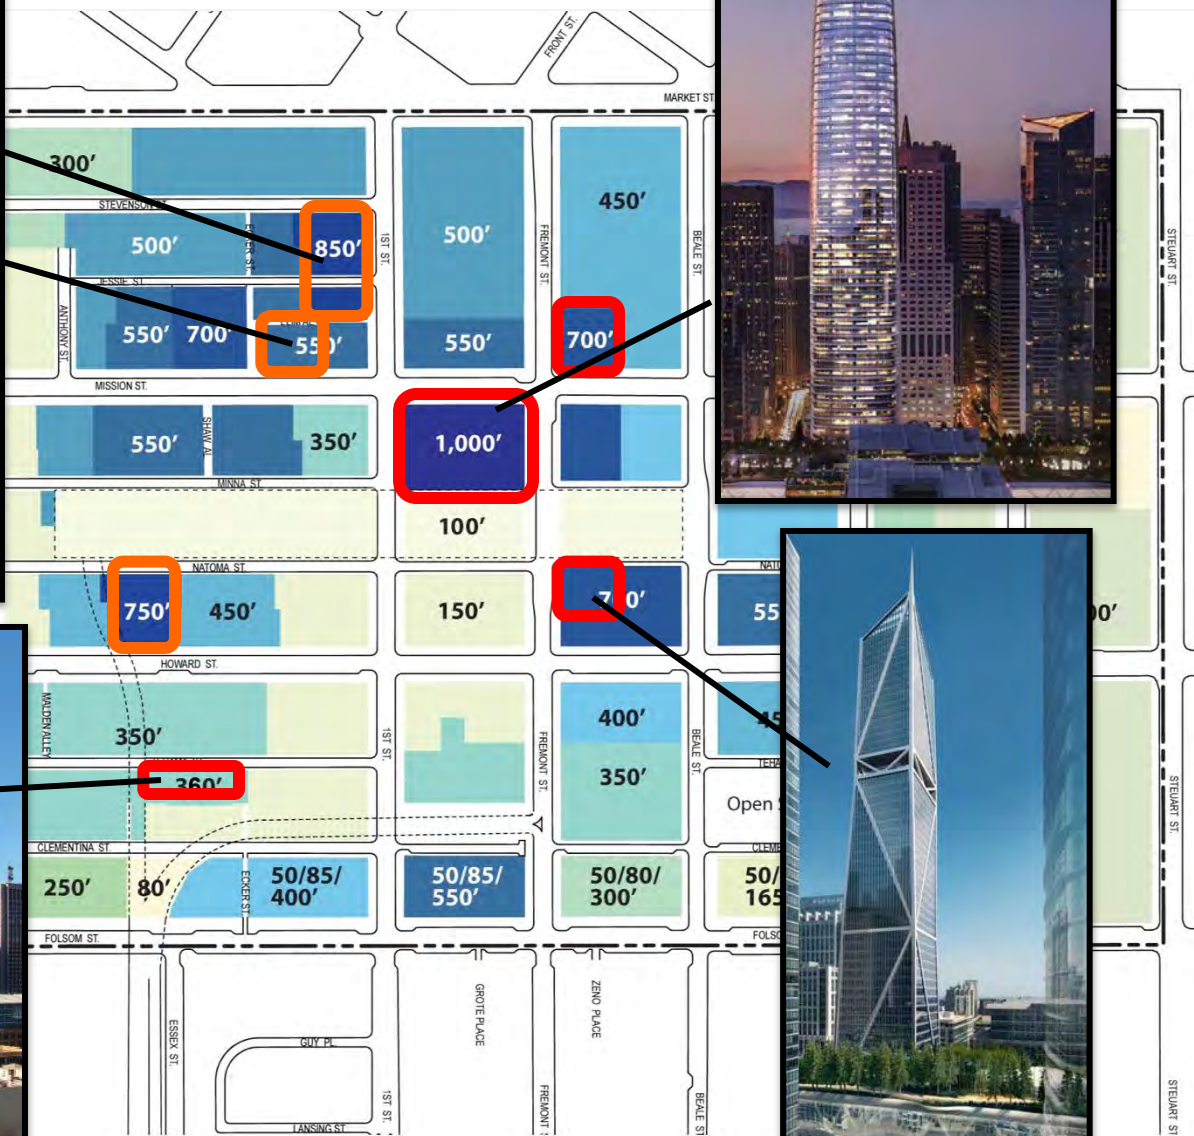 FRONT ST.
MARKET ST.
300'
STEVENSON ST.
450'
500'
ECKER ST.
850'
1ST ST.
500'
FREMONT ST.
BEALE ST.
STEUART ST.
JESSIE ST.
ANTHONY ST.
550'
700'
550'
550'
700'
MISSION ST.
550'
SHAW AL
350'
1,000'
MINNA ST.
100'
NATOMA ST.
750'
450'
150'
HOWARD ST.
MALDEN ALLEY
350'
1ST ST.
FREMONT ST.
400'
BEALE ST.
360'
350'
Open
STEUART ST.
CLEMENTINA ST.
250'
80'
ECKER ST.
50/85/
400'
50/85/
550'
50/80/
300'
50/
165
FOLSOM ST.
ESSEX ST.
GROTE PLACE
ZENO PLACE
GUY PL.
1ST ST.
FREMONT
BEALE ST
STEUART ST
LANSING ST